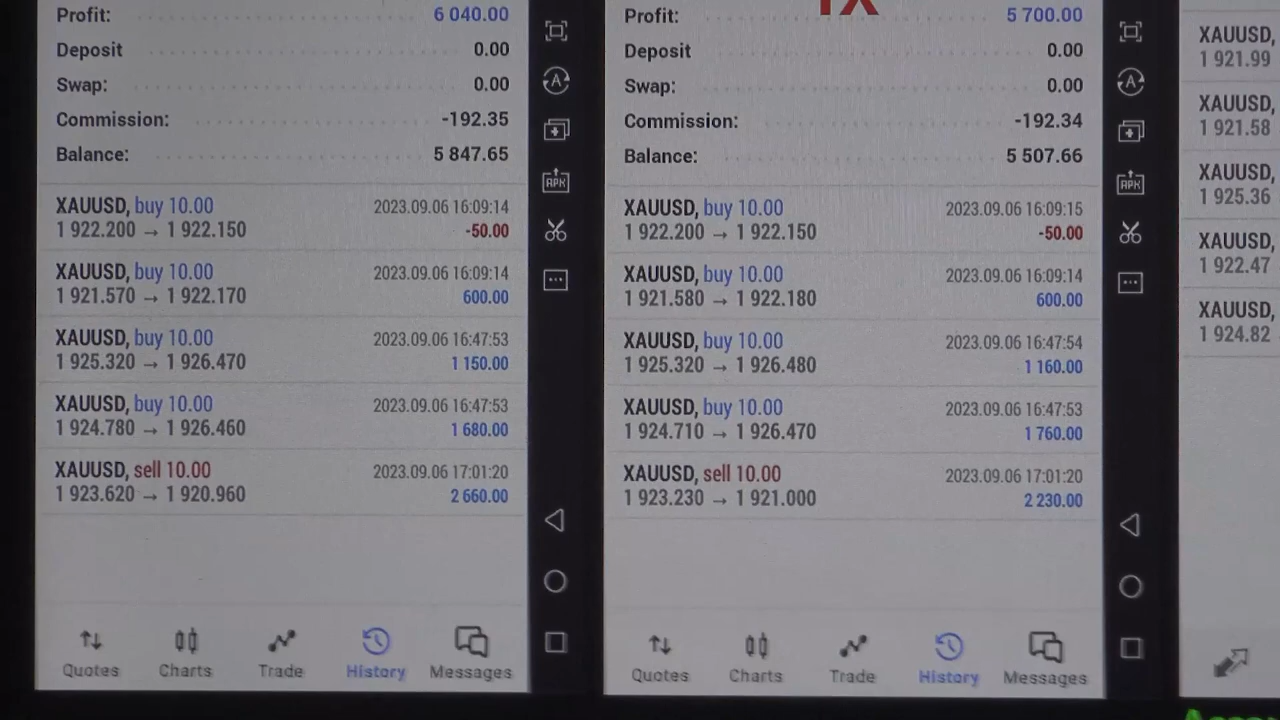 Profit: 6 040.00
Deposit 0.00
Swap: 0.00
Commission: -192.35
Balance: 5 847.65
XAUUSD, buy 10.00 2023.09.06 16:09:14
1 922.200 → 1 922.150 -50.00
XAUUSD, buy 10.00 2023.09.06 16:09:14
1 921.570 → 1 922.170 600.00
XAUUSD, buy 10.00 2023.09.06 16:47:53
1 925.320 → 1 926.470 1 150.00
XAUUSD, buy 10.00 2023.09.06 16:47:53
1 924.780 → 1 926.460 1 680.00
XAUUSD, sell 10.00 2023.09.06 17:01:20
1 923.620 → 1 920.960 2 660.00
Quotes Charts Trade History Messages
A
APK
Profit: 5 700.00
Deposit 0.00
Swap: 0.00
Commission: -192.34
Balance: 5 507.66
XAUUSD, buy 10.00 2023.09.06 16:09:15
1 922.200 → 1 922.150 -50.00
XAUUSD, buy 10.00 2023.09.06 16:09:14
1 921.580 → 1 922.180 600.00
XAUUSD, buy 10.00 2023.09.06 16:47:54
1 925.320 → 1 926.480 1 160.00
XAUUSD, buy 10.00 2023.09.06 16:47:53
1 924.710 → 1 926.470 1 760.00
XAUUSD, sell 10.00 2023.09.06 17:01:20
1 923.230 → 1 921.000 2 230.00
Quotes Charts Trade History Messages
A
APK
XAUUSD,
1 921.99
XAUUSD,
1 921.58
XAUUSD,
1 925.36
XAUUSD,
1 922.47
XAUUSD,
1 924.82